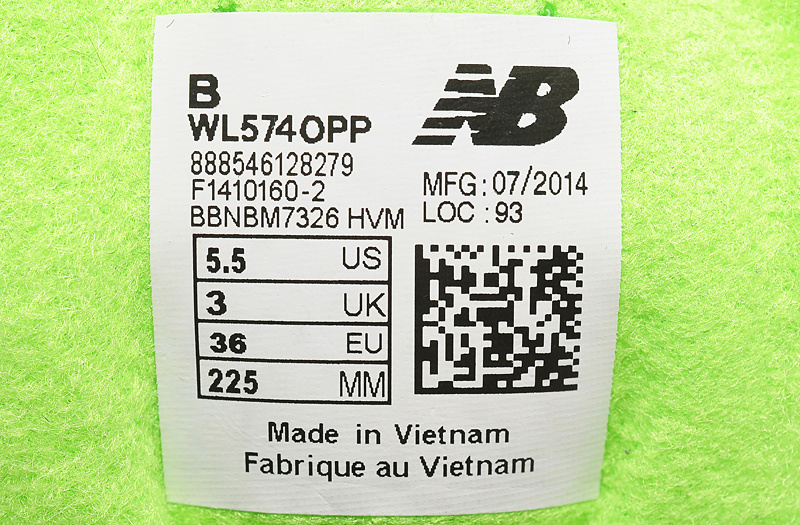 B
WL574OPP
888546128279
F1410160-2
BBNBM7326 HVM
NB
MFG: 07/2014
LOC : 93
5.5 US
3 UK
36 EU
225 MM
Made in Vietnam
Fabrique au Vietnam